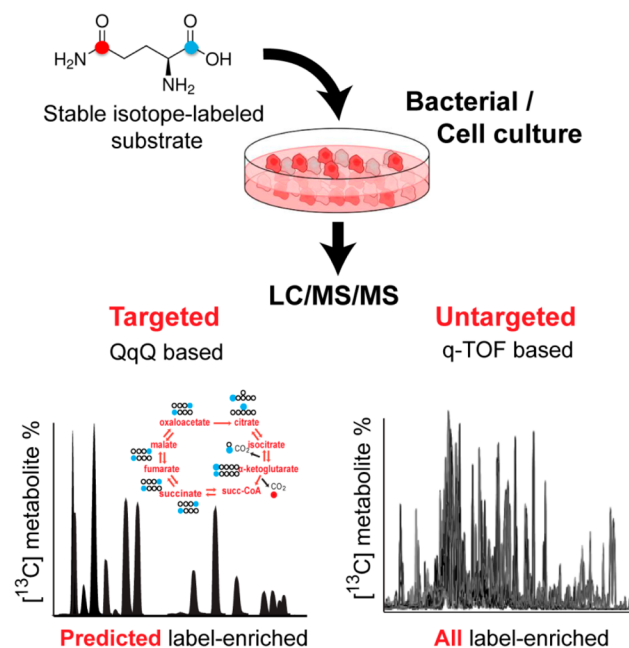 O
O
H₂N
OH
NH₂
Stable isotope-labeled
substrate
Bacterial /
Cell culture
LC/MS/MS
Targeted
QqQ based
Untargeted
q-TOF based
oxaloacetate
citrate
malate
CO₂
isocitrate
fumarate
α-ketoglutarate
succinate
succ-CoA
CO₂
[¹³C] metabolite %
Predicted label-enriched
[¹³C] metabolite %
All label-enriched